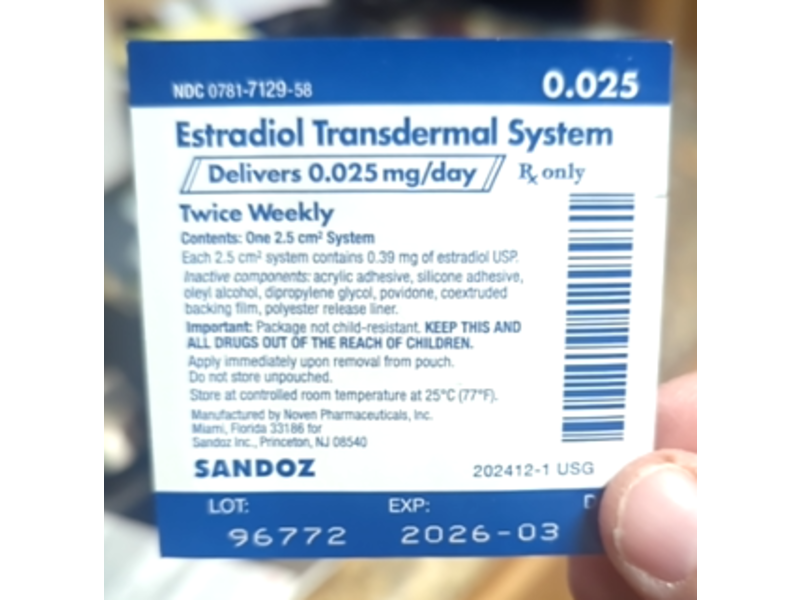 NDC 0781-7129-58
0.025
Estradiol Transdermal System
Delivers 0.025 mg/day
Rx only
Twice Weekly
Contents: One 2.5 cm² System
Each 2.5 cm² system contains 0.39 mg of estradiol USP.
Inactive components: acrylic adhesive, silicone adhesive,
oleyl alcohol, dipropylene glycol, povidone, coextruded
backing film, polyester release liner.
Important: Package not child-resistant. KEEP THIS AND
ALL DRUGS OUT OF THE REACH OF CHILDREN.
Apply immediately upon removal from pouch.
Do not store unpouched.
Store at controlled room temperature at 25°C (77°F).
Manufactured by Noven Pharmaceuticals, Inc.
Miami, Florida 33186 for
Sandoz Inc., Princeton, NJ 08540
SANDOZ
202412-1 USG
LOT:
EXP:
96772
2026-03